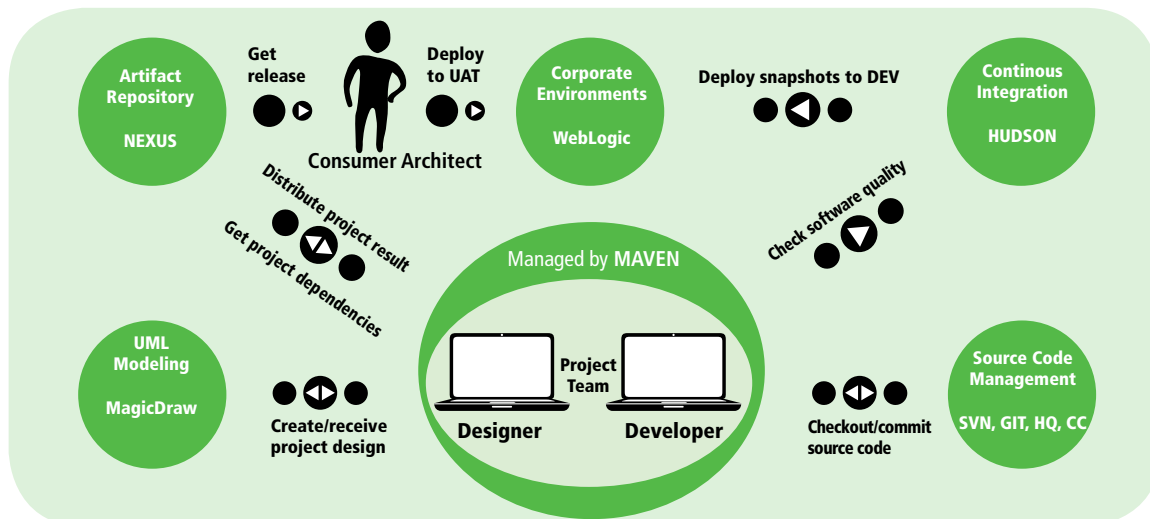 Artifact
Repository
NEXUS
Get
release
Consumer Architect
Deploy
to UAT
Corporate
Environments
WebLogic
Deploy snapshots to DEV
Continous
Integration
HUDSON
Distribute project result
Get project dependencies
Check software quality
Managed by MAVEN
UML
Modeling
MagicDraw
Create/receive
project design
Project
Team
Designer
Developer
Checkout/commit
source code
Source Code
Management
SVN, GIT, HQ, CC